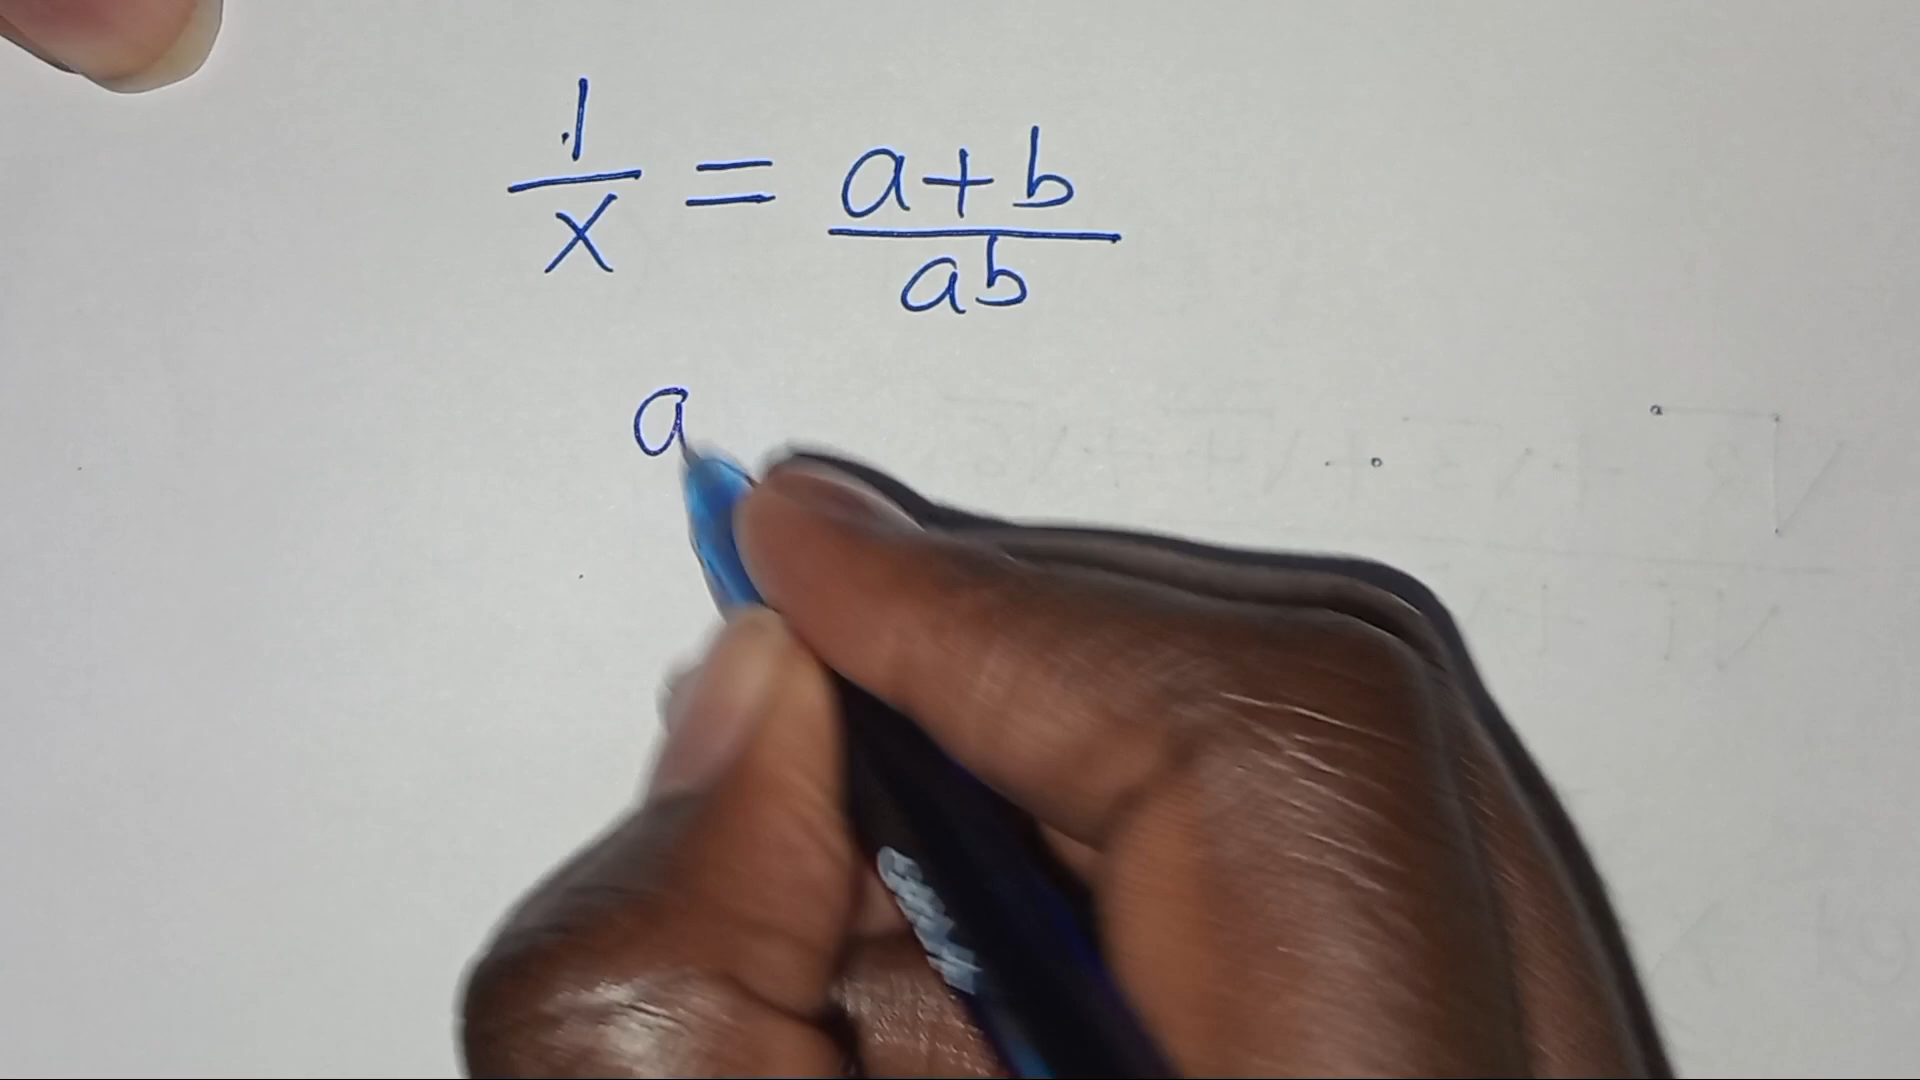 1/x = a+b/ab
a